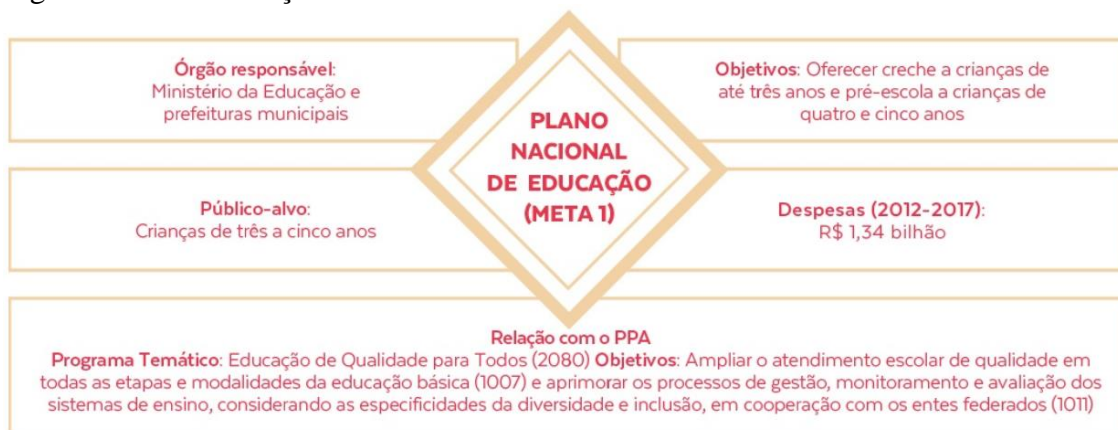 Órgão responsável:
Ministério da Educação e
prefeituras municipais
Objetivos: Oferecer creche a crianças de
até três anos e pré-escola a crianças de
quatro e cinco anos
PLANO
NACIONAL
DE EDUCAÇÃO
(META 1)
Público-alvo:
Crianças de três a cinco anos
Despesas (2012-2017):
R$ 1,34 bilhão
Relação com o PPA
Programa Temático: Educação de Qualidade para Todos (2080) Objetivos: Ampliar o atendimento escolar de qualidade em
todas as etapas e modalidades da educação básica (1007) e aprimorar os processos de gestão, monitoramento e avaliação dos
sistemas de ensino, considerando as especificidades da diversidade e inclusão, em cooperação com os entes federados (1011)